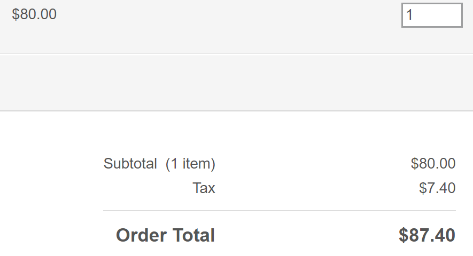 $80.00 1
Subtotal (1 item) $80.00
Tax $7.40
Order Total $87.40